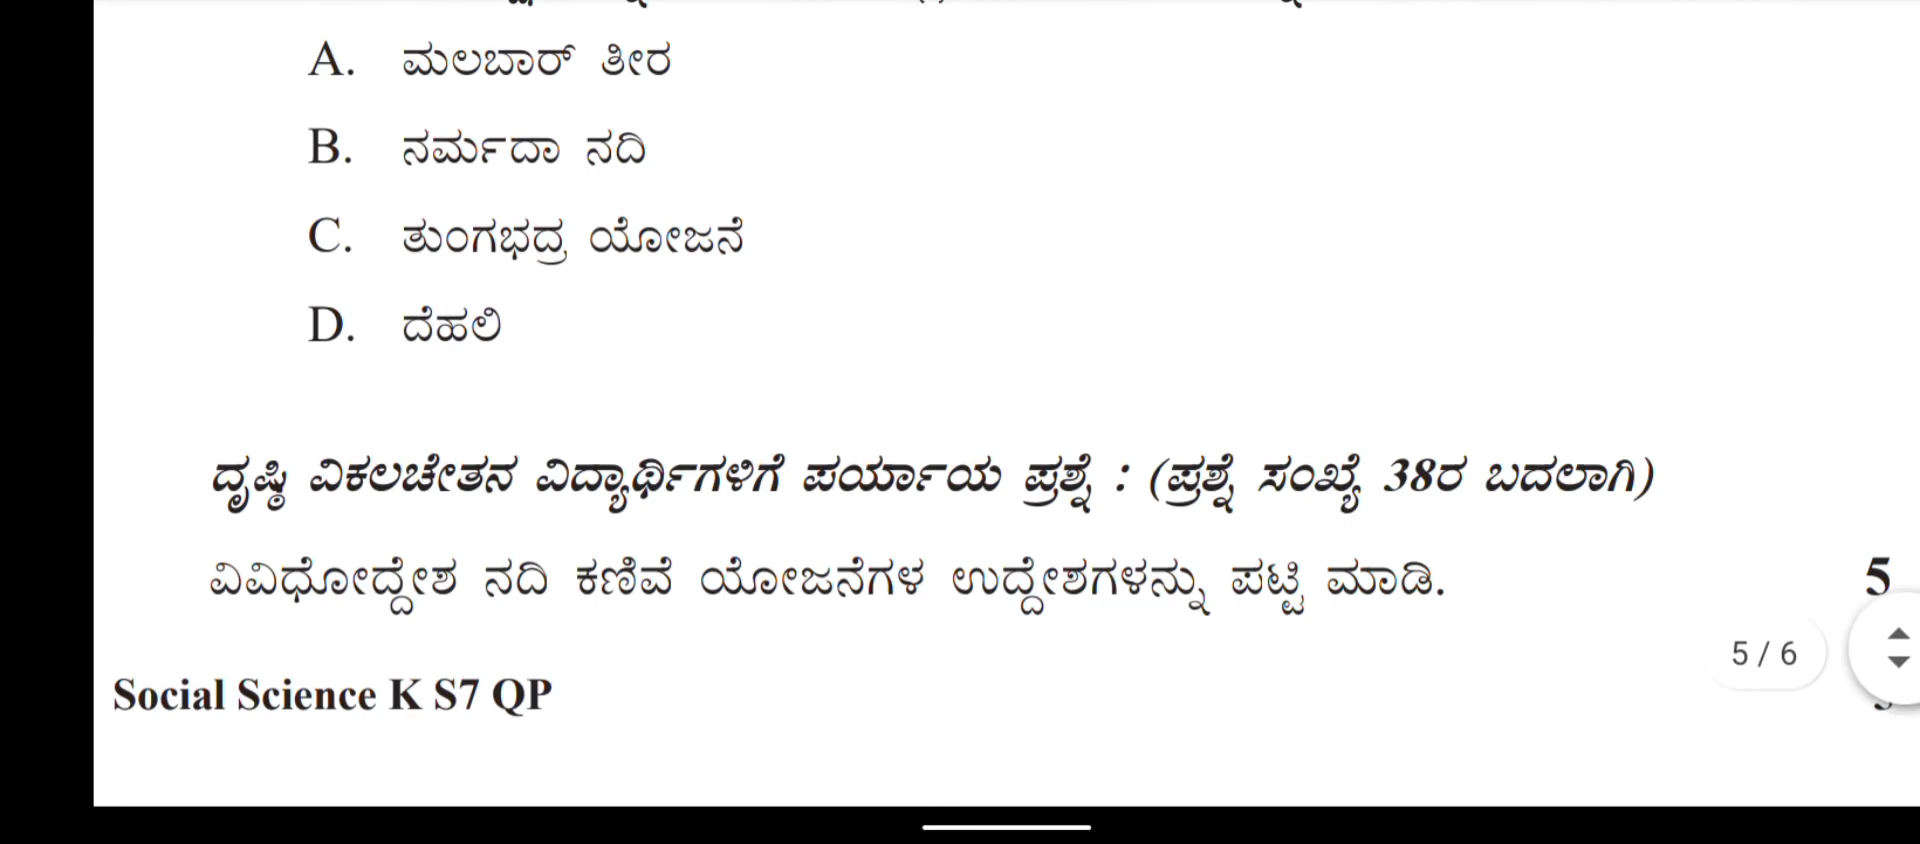 A. ಮಲಬಾರ್ ತೀರ
B. ನರ್ಮದಾ ನದಿ
C. ತುಂಗಭದ್ರ ಯೋಜನೆ
D. ದೆಹಲಿ
ದೃಷ್ಠಿ ವಿಕಲಚೇತನ ವಿದ್ಯಾರ್ಥಿಗಳಿಗೆ ಪರ್ಯಾಯ ಪ್ರಶ್ನೆ : (ಪ್ರಶ್ನೆ ಸಂಖ್ಯೆ 38ರ ಬದಲಾಗಿ)
ವಿವಿಧೋದ್ದೇಶ ನದಿ ಕಣಿವೆ ಯೋಜನೆಗಳ ಉದ್ದೇಶಗಳನ್ನು ಪಟ್ಟಿ ಮಾಡಿ. 5
5 / 6
Social Science K S7 QP